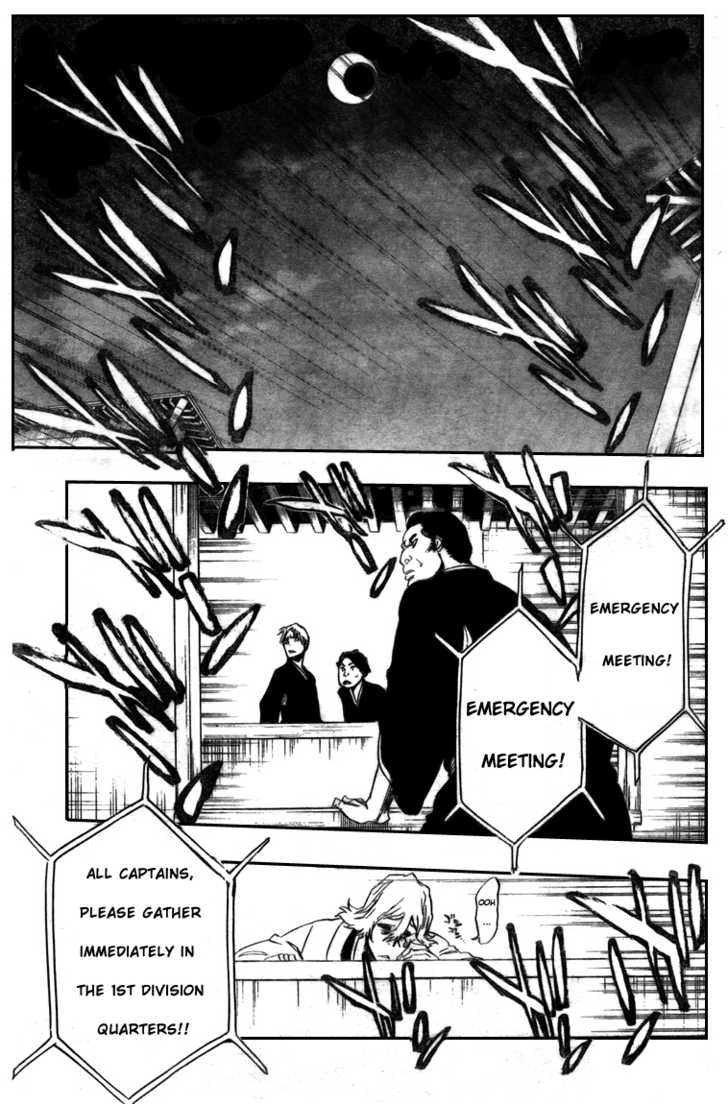 EMERGENCY
MEETING!
EMERGENCY
MEETING!
ALL CAPTAINS,
PLEASE GATHER
IMMEDIATELY IN
THE 1ST DIVISION
QUARTERS!!
OOH
...